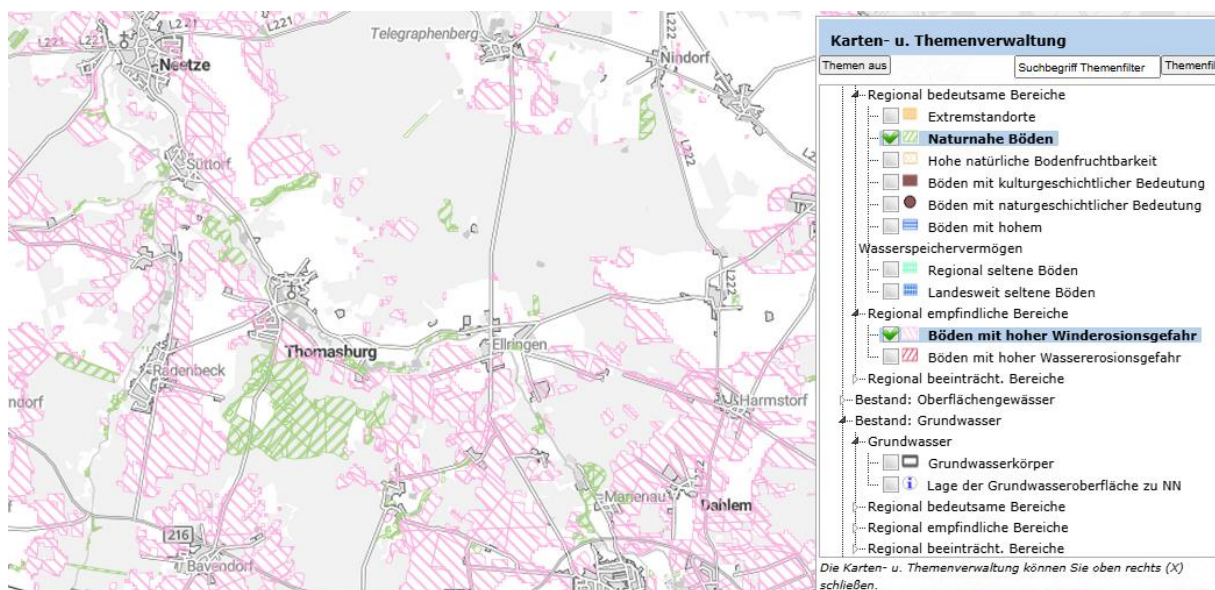 L221
L221
L221
Neetze
Telegraphenberg
Nindorf
L222
L2
Süttorf
L222
Thomasburg
Ellringen
Radenbeck
ndorf
Harmstorf
Marienau
Dahlem
216
Bavendorf
Karten- u. Themenverwaltung
Themen aus
Suchbegriff Themenfilter
Themenfil
Regional bedeutsame Bereiche
Extremstandorte
Naturnahe Böden
Hohe natürliche Bodenfruchtbarkeit
Böden mit kulturgeschichtlicher Bedeutung
Böden mit naturgeschichtlicher Bedeutung
Böden mit hohem
Wasserspeichervermögen
Regional seltene Böden
Landesweit seltene Böden
Regional empfindliche Bereiche
Böden mit hoher Winderosionsgefahr
Böden mit hoher Wassererosionsgefahr
Regional beeinträcht. Bereiche
Bestand: Oberflächengewässer
Bestand: Grundwasser
Grundwasser
Grundwasserkörper
Lage der Grundwasseroberfläche zu NN
Regional bedeutsame Bereiche
Regional empfindliche Bereiche
Regional beeinträcht. Bereiche
Die Karten- u. Themenverwaltung können Sie oben rechts (X)
schließen.